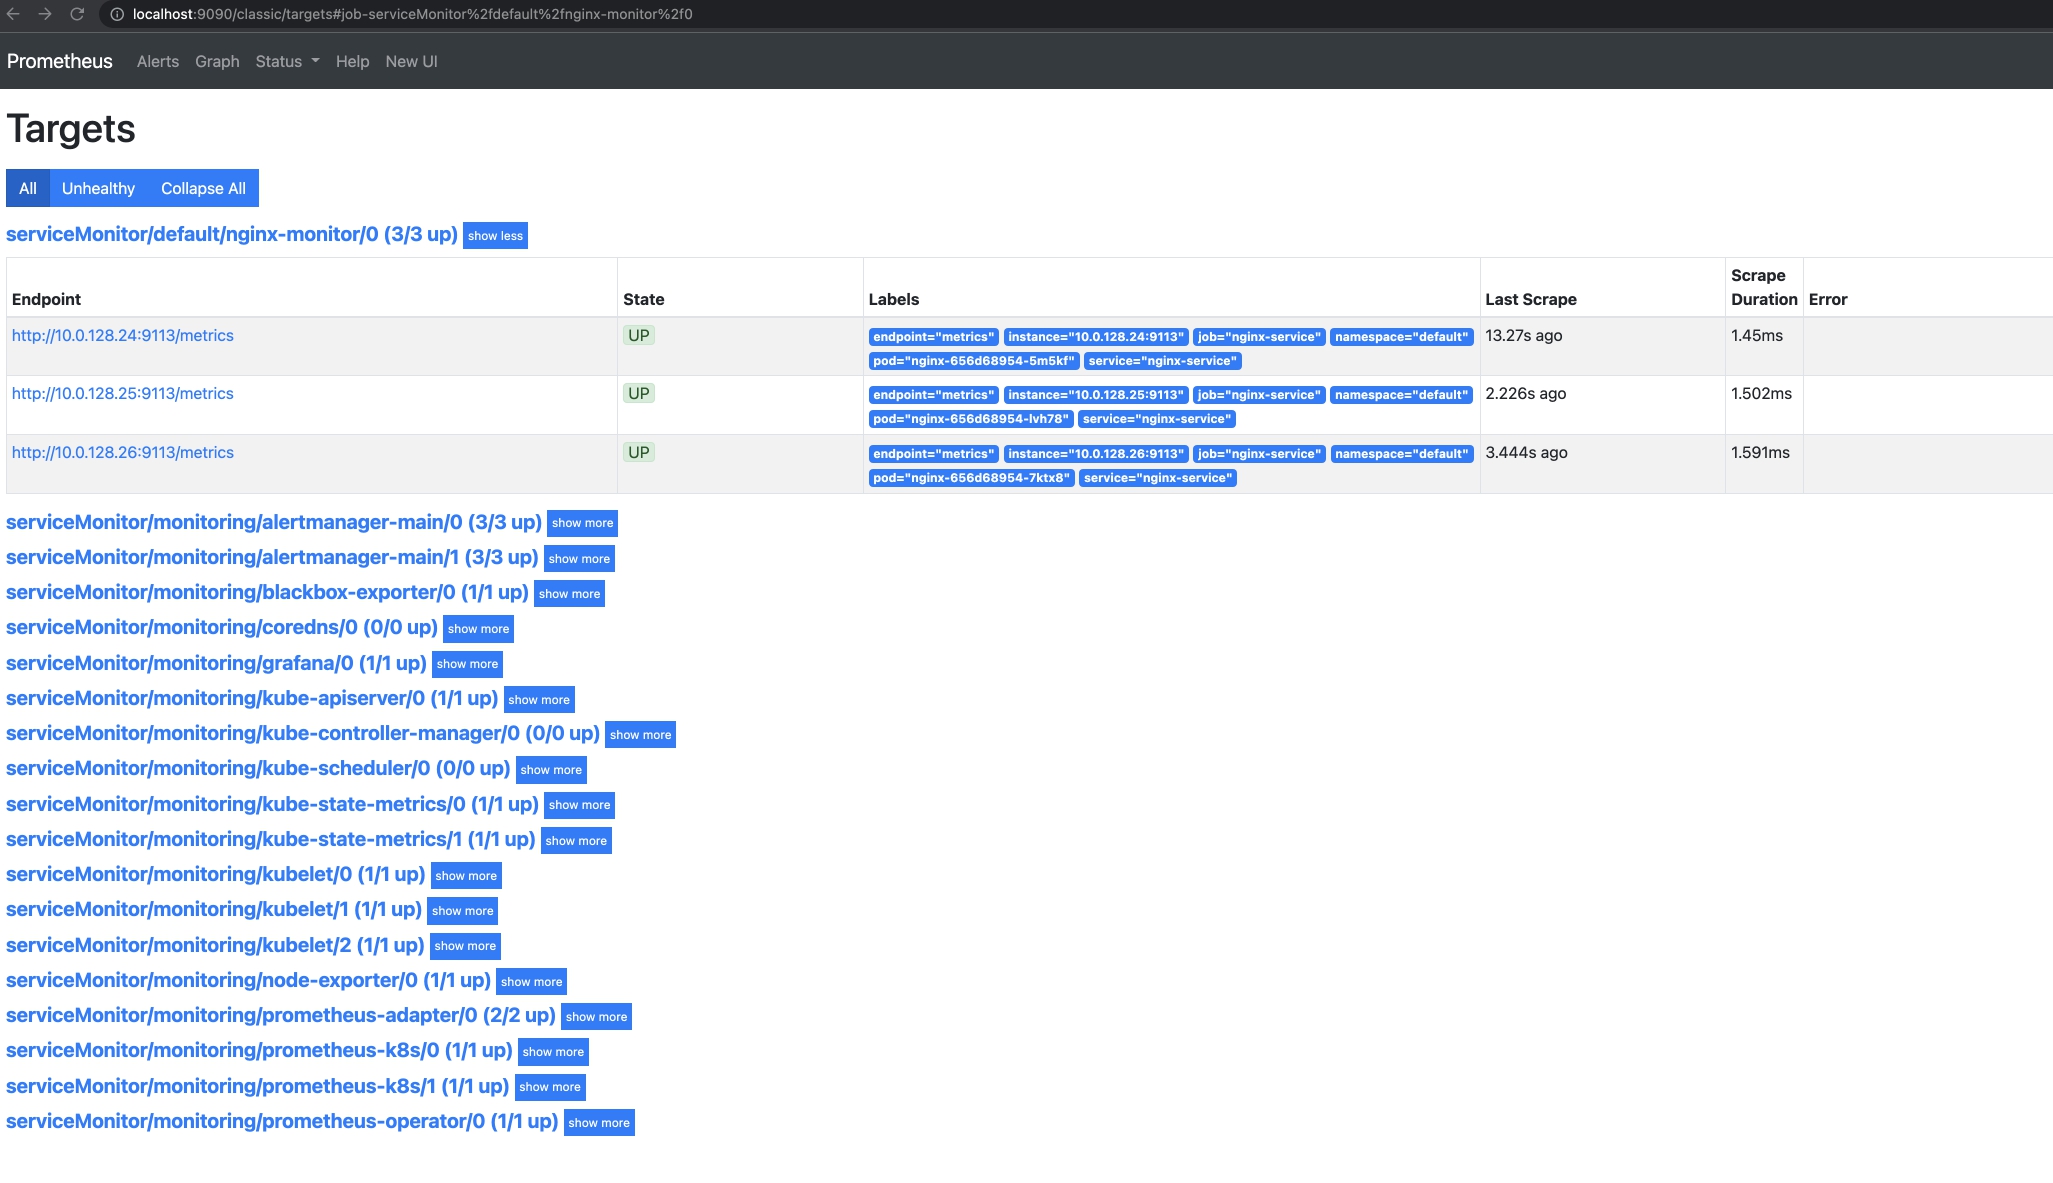 localhost:9090/classic/targets#job-serviceMonitor%2fdefault%2fnginx-monitor%2f0
Prometheus Alerts Graph Status Help New UI
Targets
All Unhealthy Collapse All
serviceMonitor/default/nginx-monitor/0 (3/3 up) show less
Endpoint State Labels Last Scrape Scrape Duration Error
http://10.0.128.24:9113/metrics UP endpoint="metrics" instance="10.0.128.24:9113" job="nginx-service" namespace="default" 13.27s ago 1.45ms
pod="nginx-656d68954-5m5kf" service="nginx-service"
http://10.0.128.25:9113/metrics UP endpoint="metrics" instance="10.0.128.25:9113" job="nginx-service" namespace="default" 2.226s ago 1.502ms
pod="nginx-656d68954-lvh78" service="nginx-service"
http://10.0.128.26:9113/metrics UP endpoint="metrics" instance="10.0.128.26:9113" job="nginx-service" namespace="default" 3.444s ago 1.591ms
pod="nginx-656d68954-7ktx8" service="nginx-service"
serviceMonitor/monitoring/alertmanager-main/0 (3/3 up) show more
serviceMonitor/monitoring/alertmanager-main/1 (3/3 up) show more
serviceMonitor/monitoring/blackbox-exporter/0 (1/1 up) show more
serviceMonitor/monitoring/coredns/0 (0/0 up) show more
serviceMonitor/monitoring/grafana/0 (1/1 up) show more
serviceMonitor/monitoring/kube-apiserver/0 (1/1 up) show more
serviceMonitor/monitoring/kube-controller-manager/0 (0/0 up) show more
serviceMonitor/monitoring/kube-scheduler/0 (0/0 up) show more
serviceMonitor/monitoring/kube-state-metrics/0 (1/1 up) show more
serviceMonitor/monitoring/kube-state-metrics/1 (1/1 up) show more
serviceMonitor/monitoring/kubelet/0 (1/1 up) show more
serviceMonitor/monitoring/kubelet/1 (1/1 up) show more
serviceMonitor/monitoring/kubelet/2 (1/1 up) show more
serviceMonitor/monitoring/node-exporter/0 (1/1 up) show more
serviceMonitor/monitoring/prometheus-adapter/0 (2/2 up) show more
serviceMonitor/monitoring/prometheus-k8s/0 (1/1 up) show more
serviceMonitor/monitoring/prometheus-k8s/1 (1/1 up) show more
serviceMonitor/monitoring/prometheus-operator/0 (1/1 up) show more